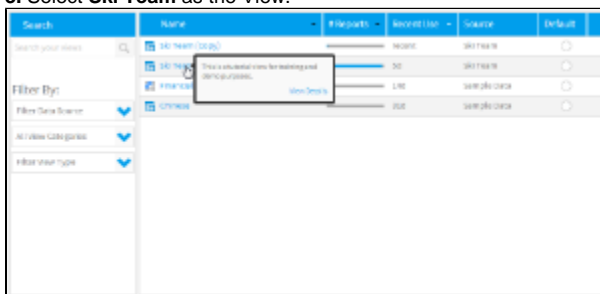 3. Select Ski Team as the View.
Search
Name
# Reports
Recent Use
Source
Default
Search your views
Ski Team (copy)
recent
Ski Team
Ski Team
This is a tutorial view for training and
demo purposes.
View Details
Filter By:
Sample Data
Filter Data Source
Sample Data
All View Categories
Filter View Type